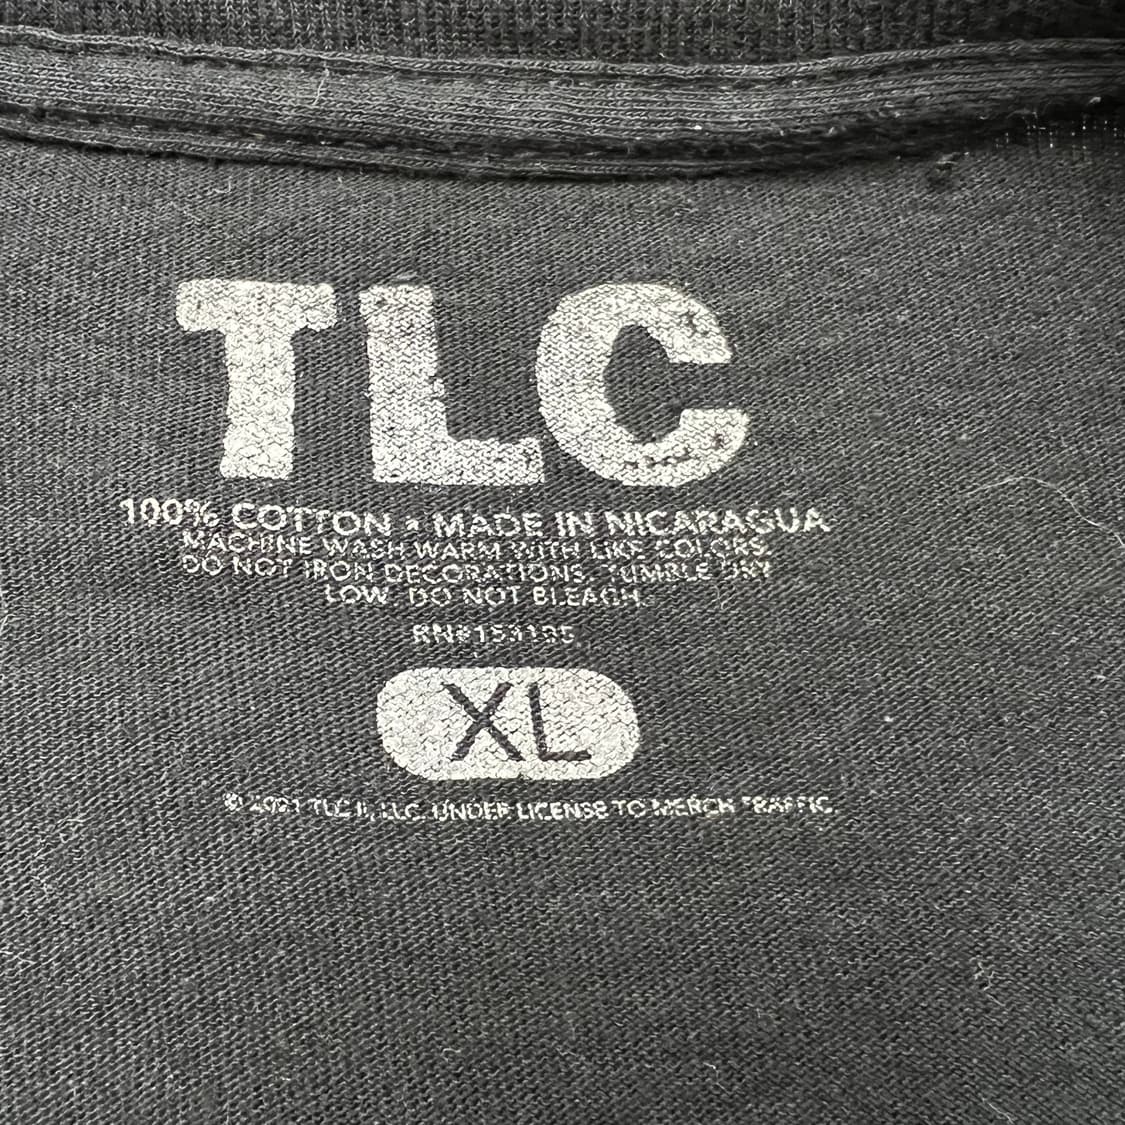 TLC
100% COTTON • MADE IN NICARAGUA
MACHINE WASH WARM WITH LIKE COLORS.
DO NOT IRON DECORATIONS. TUMBLE DRY
LOW. DO NOT BLEACH.
XL
© 2021 TLC II, LLC. UNDER LICENSE TO MERCH TRAFFIC.